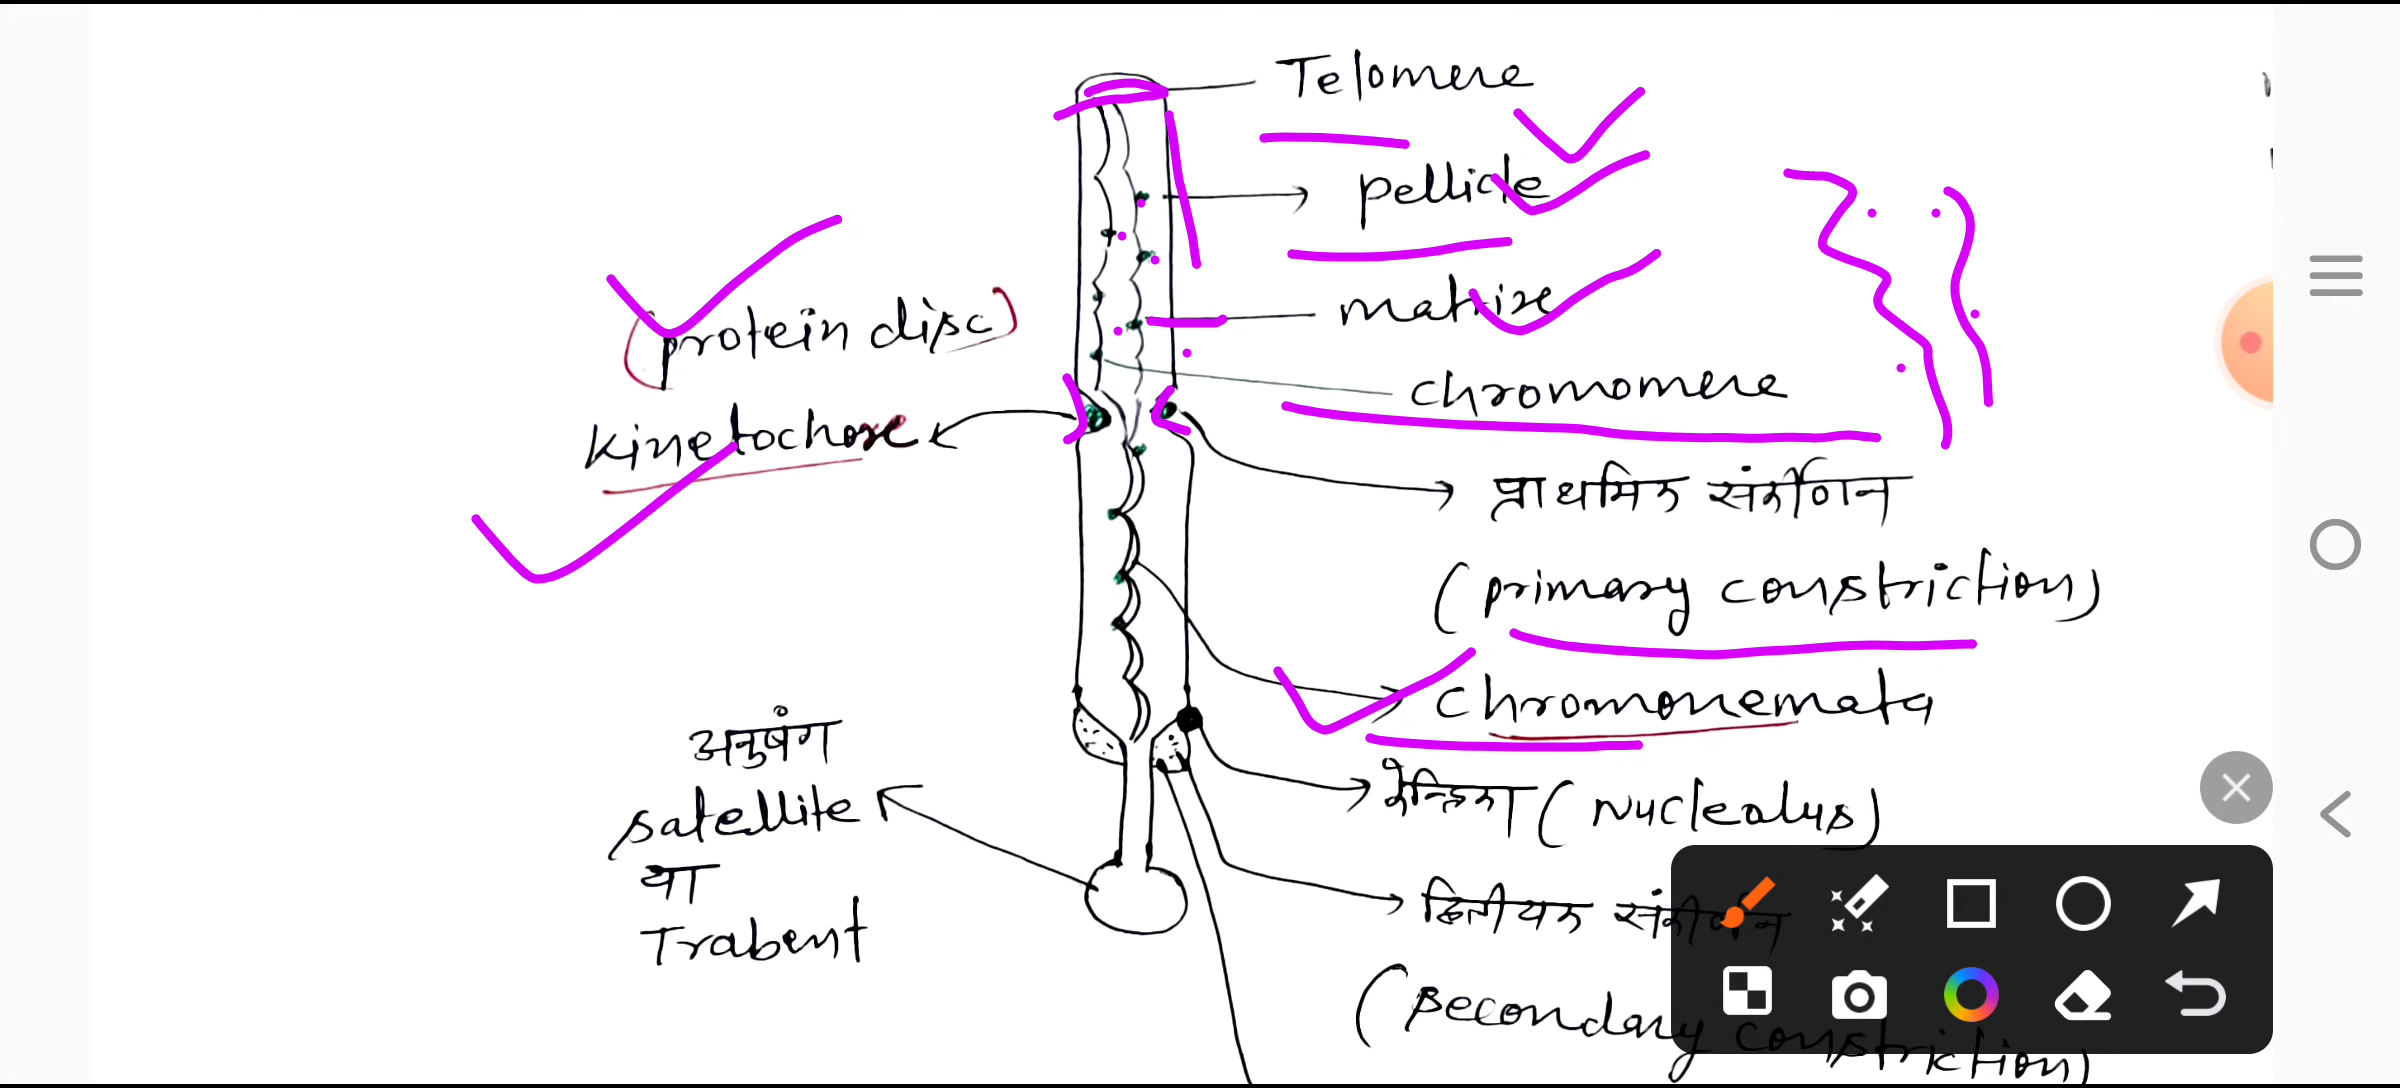 Telomere
pellicle
matrix
(protein disc)
chromomere
kinetochore
प्राथमिक संकीर्णन
(primary constriction)
chromonemata
अनुषंग
satellite
या
Trabent
केन्द्रिका (Nucleolus)
द्वितीयक संकीर्णन
(secondary constriction)